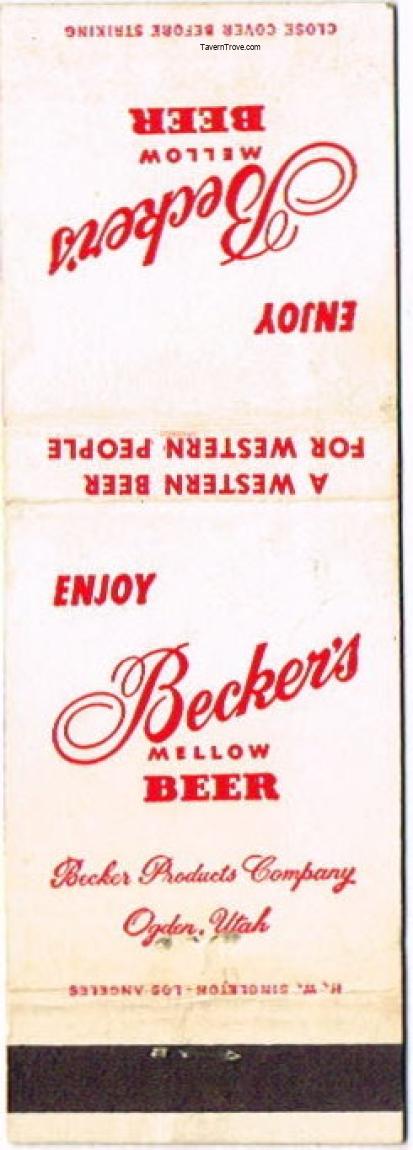 CLOSE COVER BEFORE STRIKING
TavernTrove.com
ENJOY
Becker's
MELLOW
BEER
A WESTERN BEER
FOR WESTERN PEOPLE
ENJOY
Becker's
MELLOW
BEER
Becker Products Company
Ogden, Utah
H. W. SINGLETON - LOS ANGELES